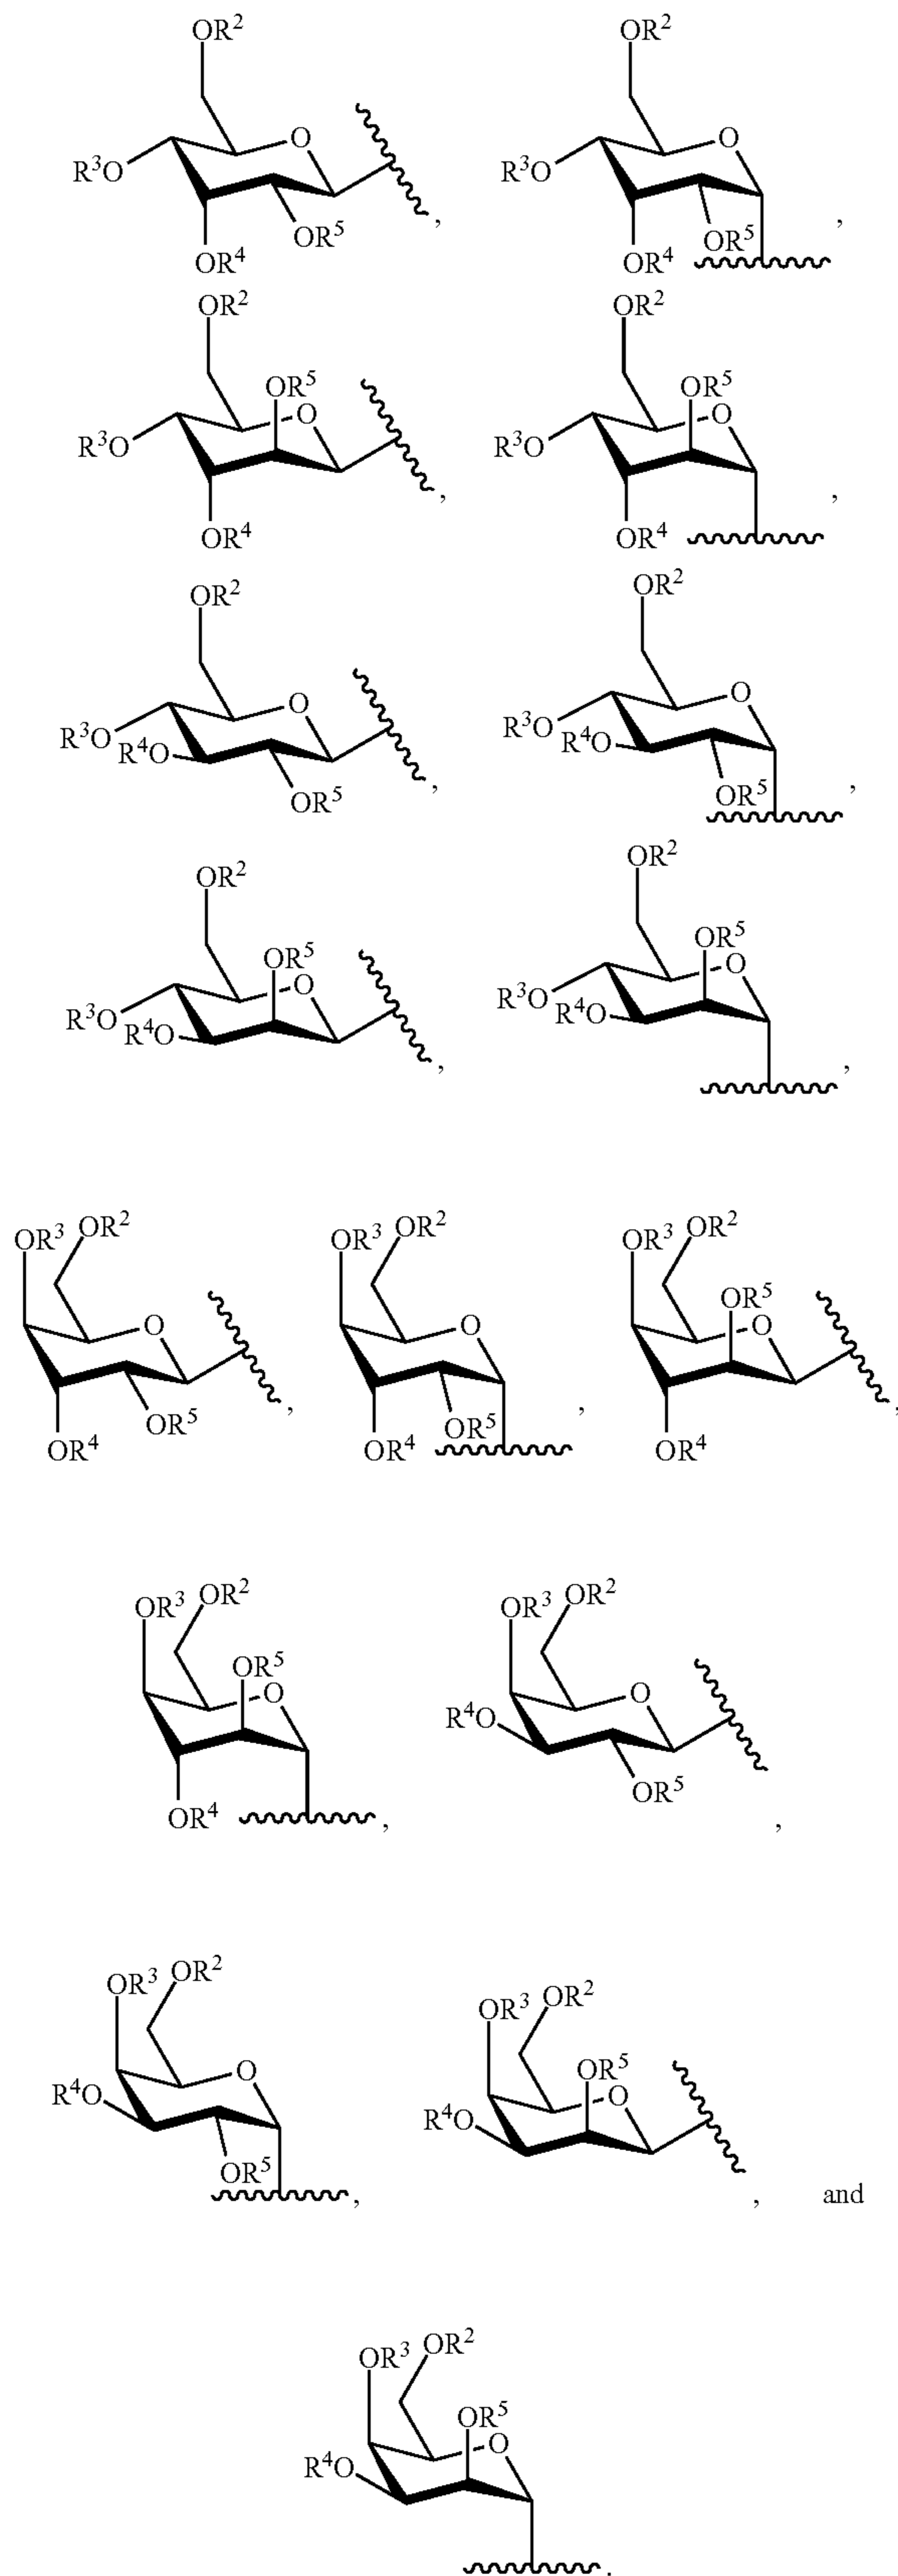 OR² OR²
O O
R³O R³O
OR⁵ , OR⁵ ,
OR⁴ OR⁴
OR² OR²
OR⁵ O OR⁵ O
R³O R³O
, ,
OR⁴ OR⁴
OR² OR²
O O
R³O R⁴O R³O R⁴O
OR⁵ , OR⁵ ,
OR² OR²
OR⁵ O OR⁵ O
R³O R⁴O R³O R⁴O
, ,
OR³ OR² OR³ OR² OR³ OR²
O O OR⁵ O
OR⁵ , OR⁵ , ,
OR⁴ OR⁴ OR⁴
OR³ OR² OR³ OR²
OR⁵ O R⁴O O
OR⁴ , OR⁵ ,
OR³ OR² OR³ OR²
R⁴O O R⁴O OR⁵ O
OR⁵ , , and
OR³ OR²
OR⁵ O
R⁴O
.